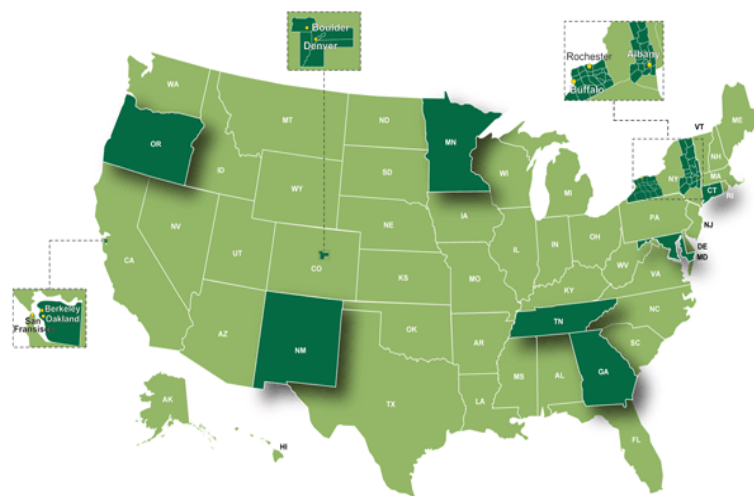 Boulder
Denver
Rochester
Albany
Buffalo
WA
OR
MT
ND
MN
ID
SD
WI
MI
WY
NE
IA
NV
UT
CO
KS
CA
AZ
NM
OK
TX
MO
AR
LA
IL
IN
OH
KY
TN
MS
AL
GA
FL
SC
NC
VA
WV
PA
NY
VT
NH
ME
MA
CT
RI
NJ
DE
MD
Berkeley
San
Oakland
Fransisco
AK
HI